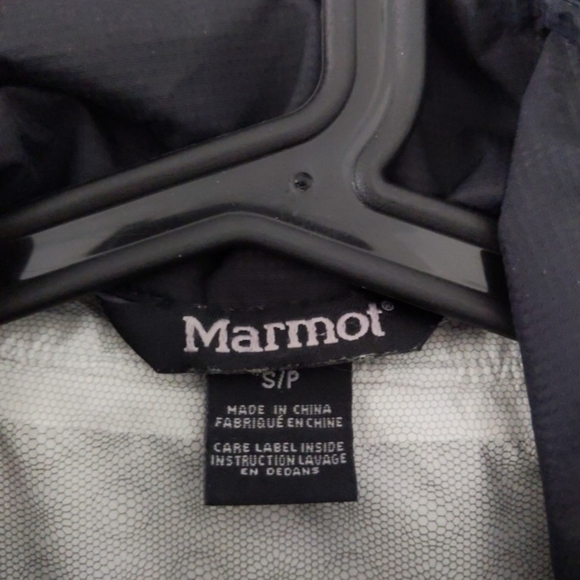 Marmot®
S/P
MADE IN CHINA
FABRIQUÉ EN CHINE
CARE LABEL INSIDE
INSTRUCTION LAVAGE
EN DEDANS